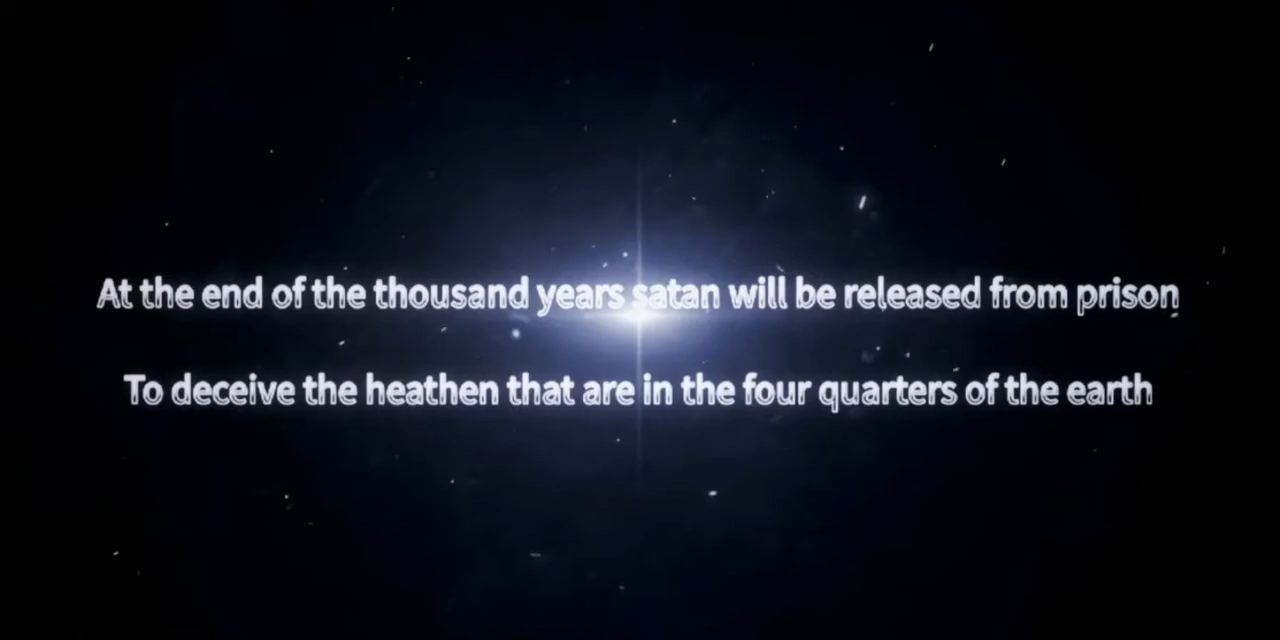 At the end of the thousand years satan will be released from prison
To deceive the heathen that are in the four quarters of the earth